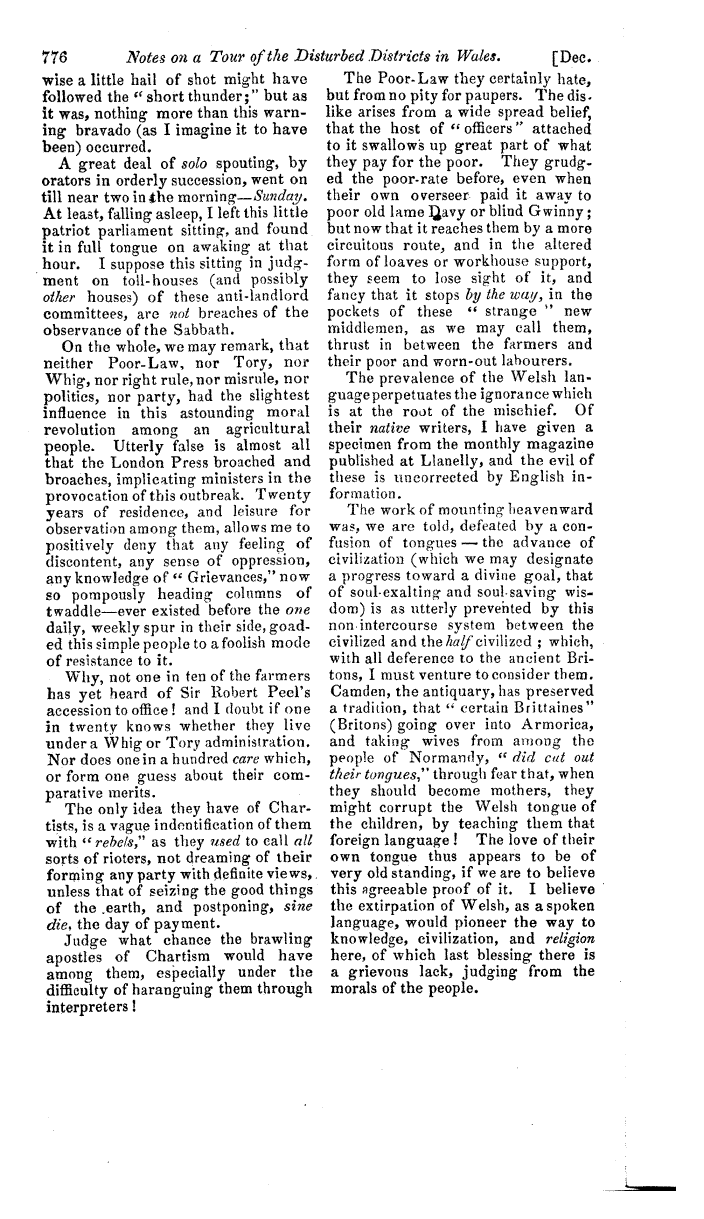 776 Notes on a Tour of the Disturbed Districts in Wales. [Dec.
wise a little hail of shot might have
followed the “ short thunder;” but as
it was, nothing more than this warn-
ing bravado (as I imagine it to have
been) occurred.
A great deal of solo spouting, by
orators in orderly succession, went on
till near two in the morning—Sunday.
At least, falling asleep, I left this little
patriot parliament sitting, and found
it in full tongue on awaking at that
hour. I suppose this sitting in judg-
ment on toll-houses (and possibly
other houses) of these anti-landlord
committees, are not breaches of the
observance of the Sabbath.
On the whole, we may remark, that
neither Poor-Law, nor Tory, nor
Whig, nor right rule, nor misrule, nor
politics, nor party, had the slightest
influence in this astounding moral
revolution among an agricultural
people. Utterly false is almost all
that the London Press broached and
broaches, implicating ministers in the
provocation of this outbreak. Twenty
years of residence, and leisure for
observation among them, allows me to
positively deny that any feeling of
discontent, any sense of oppression,
any knowledge of “ Grievances,” now
so pompously heading columns of
twaddle—ever existed before the one
daily, weekly spur in their side, goad-
ed this simple people to a foolish mode
of resistance to it.
Why, not one in ten of the farmers
has yet heard of Sir Robert Peel's
accession to office! and I doubt if one
in twenty knows whether they live
under a Whig or Tory administration.
Nor does one in a hundred care which,
or form one guess about their com-
parative merits.
The only idea they have of Char-
tists, is a vague indentification of them
with “ rebels,” as they used to call all
sorts of rioters, not dreaming of their
forming any party with definite views,
unless that of seizing the good things
of the earth, and postponing, sine
die, the day of payment.
Judge what chance the brawling
apostles of Chartism would have
among them, especially under the
difficulty of haranguing them through
interpreters!
The Poor-Law they certainly hate,
but from no pity for paupers. The dis-
like arises from a wide spread belief,
that the host of “ officers” attached
to it swallows up great part of what
they pay for the poor. They grudg-
ed the poor-rate before, even when
their own overseer paid it away to
poor old lame Davy or blind Gwinny;
but now that it reaches them by a more
circuitous route, and in the altered
form of loaves or workhouse support,
they seem to lose sight of it, and
fancy that it stops by the way, in the
pockets of these “ strange ” new
middlemen, as we may call them,
thrust in between the farmers and
their poor and worn-out labourers.
The prevalence of the Welsh lan-
guage perpetuates the ignorance which
is at the root of the mischief. Of
their native writers, I have given a
specimen from the monthly magazine
published at Llanelly, and the evil of
these is uncorrected by English in-
formation.
The work of mounting heavenward
was, we are told, defeated by a con-
fusion of tongues — the advance of
civilization (which we may designate
a progress toward a divine goal, that
of soul-exalting and soul-saving wis-
dom) is as utterly prevented by this
non-intercourse system between the
civilized and the half civilized ; which,
with all deference to the ancient Bri-
tons, I must venture to consider them.
Camden, the antiquary, has preserved
a tradition, that “ certain Brittaines”
(Britons) going over into Armorica,
and taking wives from among the
people of Normandy, “ did cut out
their tongues,” through fear that, when
they should become mothers, they
might corrupt the Welsh tongue of
the children, by teaching them that
foreign language! The love of their
own tongue thus appears to be of
very old standing, if we are to believe
this agreeable proof of it. I believe
the extirpation of Welsh, as a spoken
language, would pioneer the way to
knowledge, civilization, and religion
here, of which last blessing there is
a grievous lack, judging from the
morals of the people.